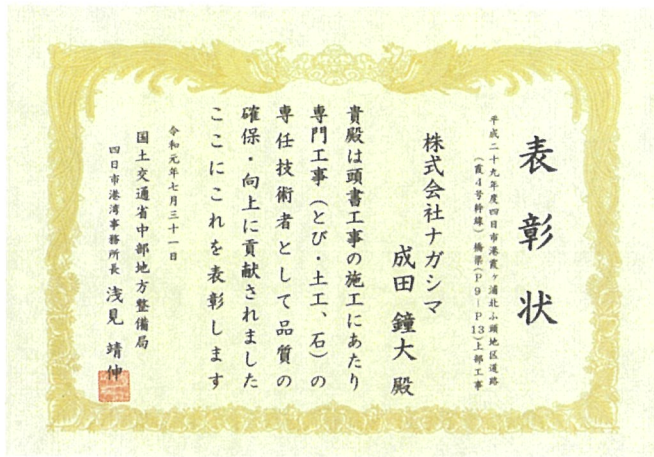 表彰状
平成二十九年度四日市港霞ヶ浦北ふ頭地区道路
(霞4号幹線) 橋梁(P9-P13)上部工事
株式会社ナガシマ
成田 鐘大 殿
貴殿は頭書工事の施工にあたり
専門工事(とび・土工、石)の
専任技術者として品質の
確保・向上に貢献されました
ここにこれを表彰します
令和元年七月三十一日
国土交通省中部地方整備局
四日市港湾事務所長 浅見 靖伸